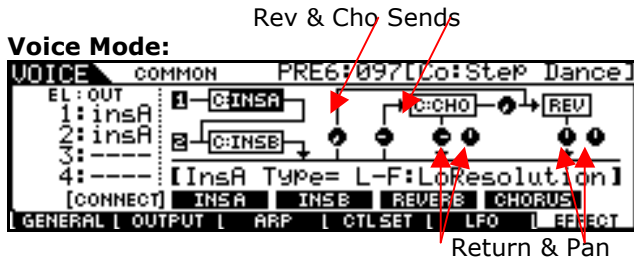 Rev & Cho Sends
Voice Mode:
VOICE COMMON PRE6:097[Co:Step Dance]
EL:OUT 1 C:INSA C:CHO REV
1:insA
2:insA 2 C:INSB
3:----
4:---- [InsA Type= L-F:LoResolution]
[CONNECT] INS A INS B REVERB CHORUS
[ GENERAL [ OUTPUT [ ARP [ CTL SET [ LFO [ EFFECT
Return & Pan